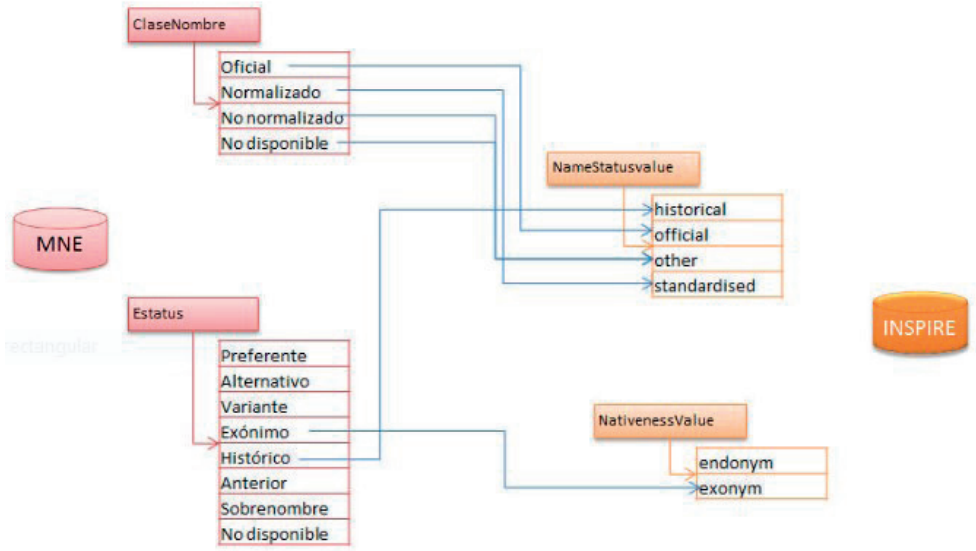 ClaseNombre
Oficial
Normalizado
No normalizado
No disponible
NameStatusvalue
historical
official
other
standardised
MNE
INSPIRE
Estatus
rectangular
Preferente
Alternativo
Variante
Exónimo
Histórico
Anterior
Sobrenombre
No disponible
NativenessValue
endonym
exonym